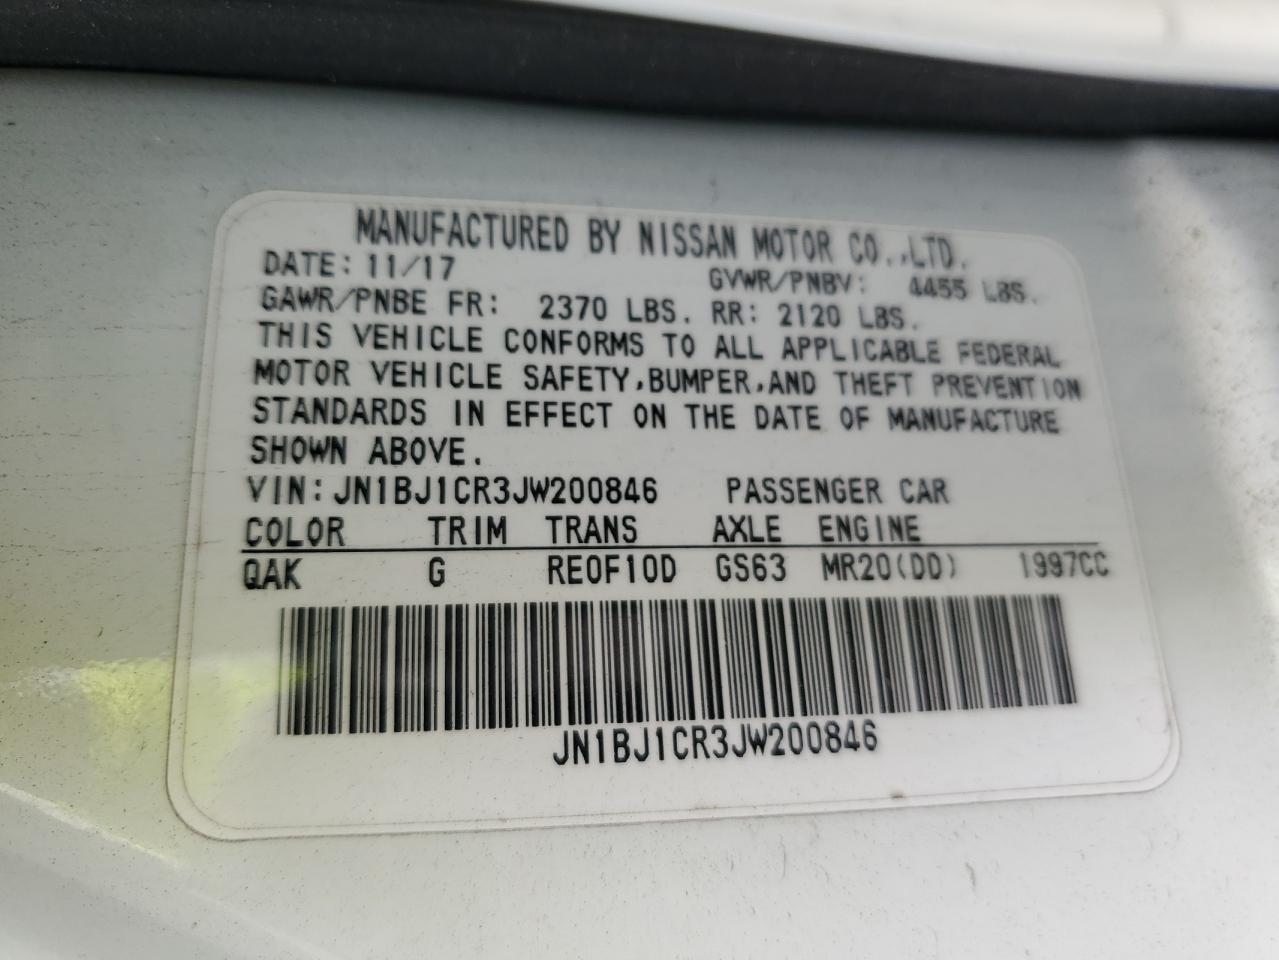 MANUFACTURED BY NISSAN MOTOR CO.,LTD.
DATE: 11/17 GVWR/PNBV: 4455 LBS.
GAWR/PNBE FR: 2370 LBS. RR: 2120 LBS.
THIS VEHICLE CONFORMS TO ALL APPLICABLE FEDERAL
MOTOR VEHICLE SAFETY,BUMPER,AND THEFT PREVENTION
STANDARDS IN EFFECT ON THE DATE OF MANUFACTURE
SHOWN ABOVE.
VIN: JN1BJ1CR3JW200846 PASSENGER CAR
COLOR TRIM TRANS AXLE ENGINE
QAK G RE0F10D GS63 MR20(DD) 1997CC
JN1BJ1CR3JW200846